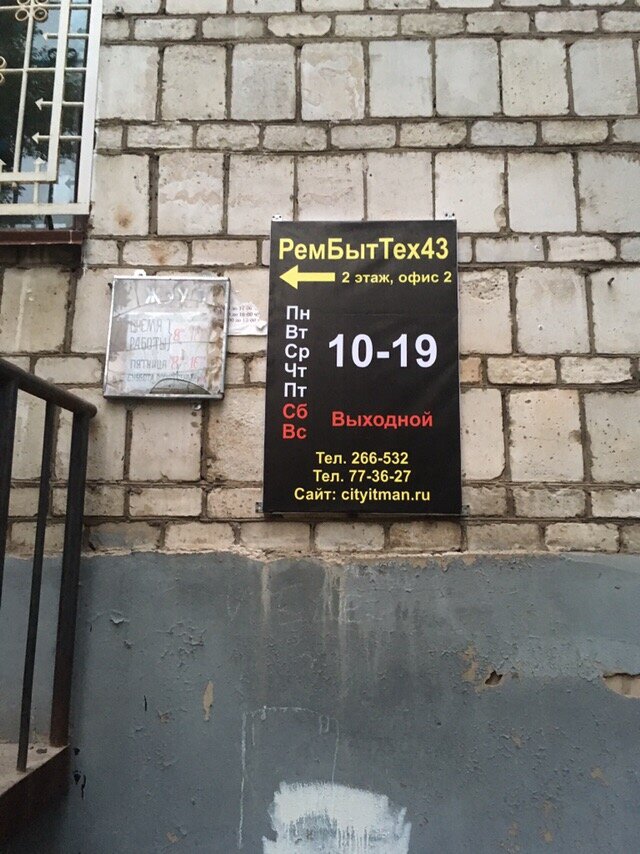 РемБытТех43
2 этаж, офис 2
Пн
Вт
Ср
Чт
Пт
10-19
Сб
Вс
Выходной
Тел. 266-532
Тел. 77-36-27
Сайт: cityitman.ru
ЖЭУ
ВРЕМЯ
РАБОТЫ
ПЯТНИЦА